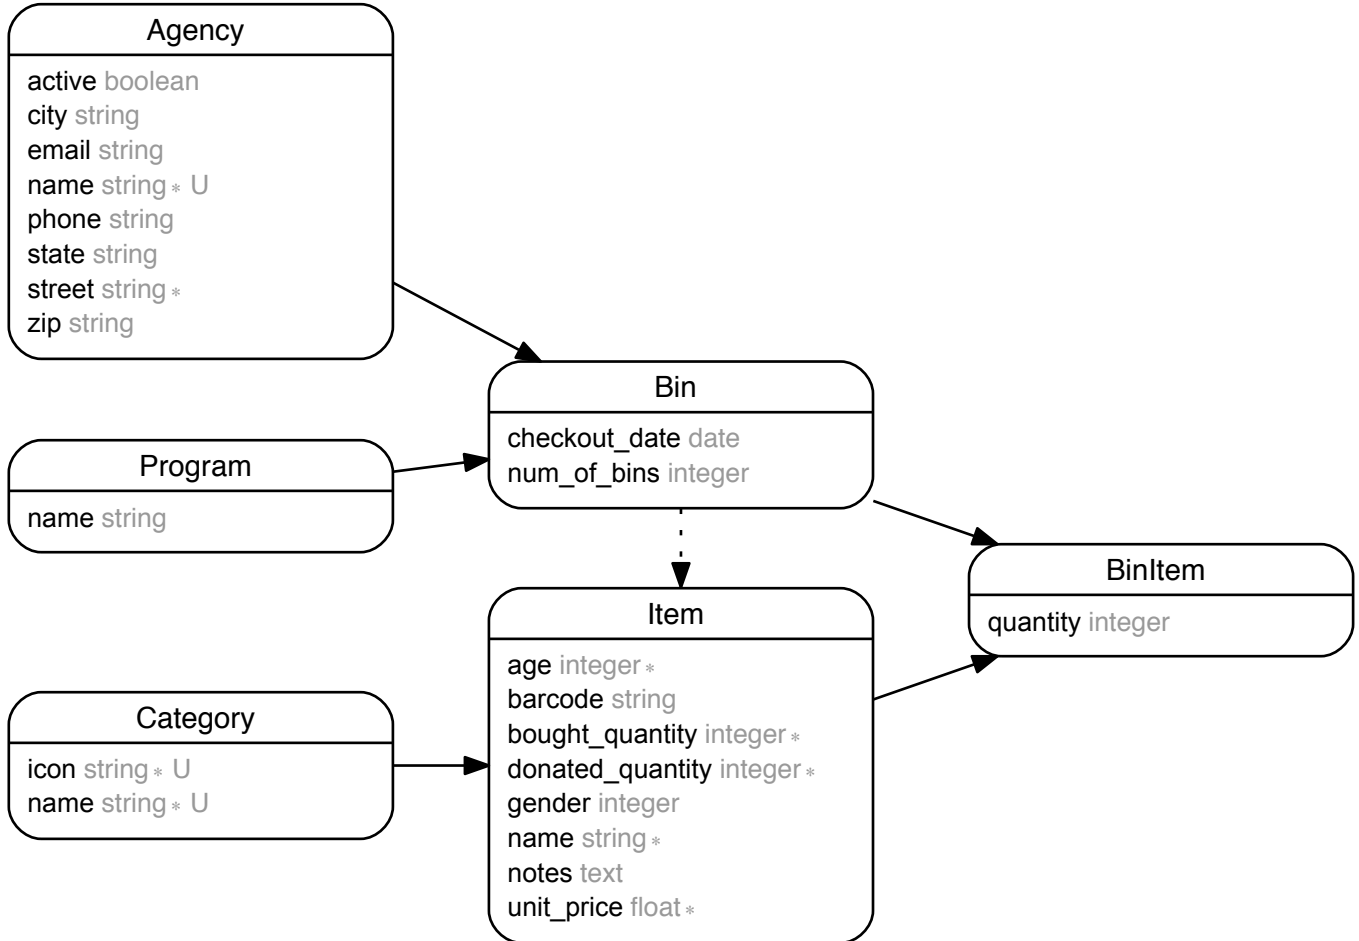 Agency
active boolean
city string
email string
name string* U
phone string
state string
street string*
zip string
Bin
checkout_date date
num_of_bins integer
Program
name string
BinItem
quantity integer
Item
age integer*
barcode string
bought_quantity integer*
donated_quantity integer*
gender integer
name string*
notes text
unit_price float*
Category
icon string* U
name string* U